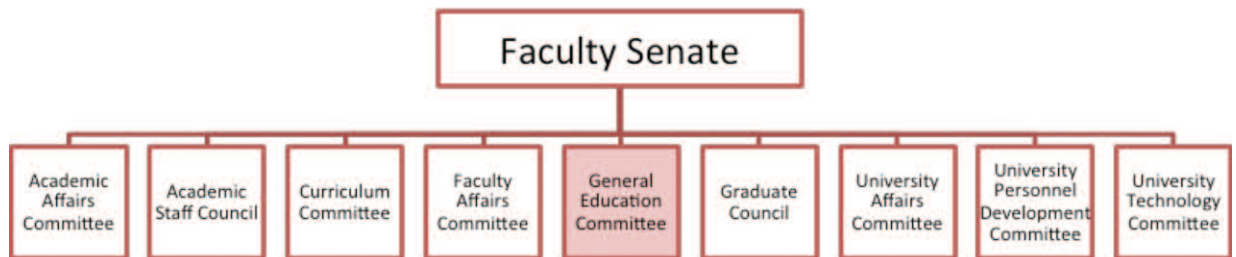 Faculty Senate
Academic
Affairs
Committee
Academic
Staff Council
Curriculum
Committee
Faculty
Affairs
Committee
General
Education
Committee
Graduate
Council
University
Affairs
Committee
University
Personnel
Development
Committee
University
Technology
Committee